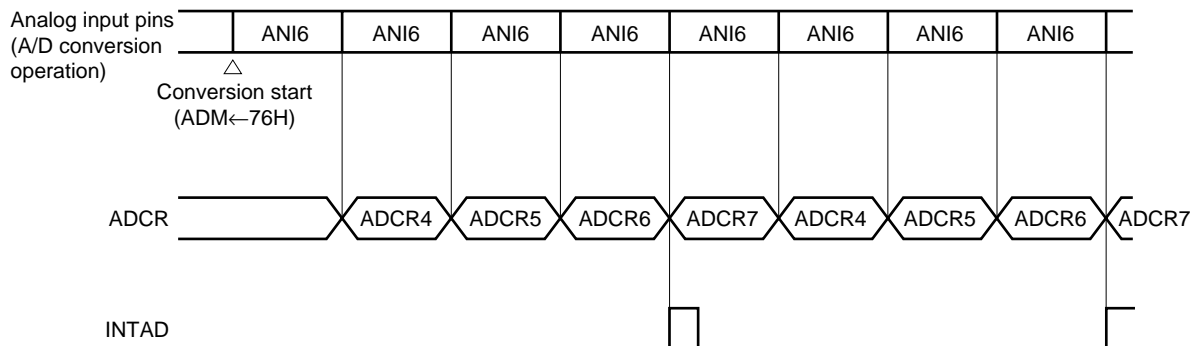 Analog input pins
(A/D conversion
operation)
ANI6 ANI6 ANI6 ANI6 ANI6 ANI6 ANI6 ANI6
Conversion start
(ADM←76H)
ADCR ADCR4 ADCR5 ADCR6 ADCR7 ADCR4 ADCR5 ADCR6 ADCR7
INTAD